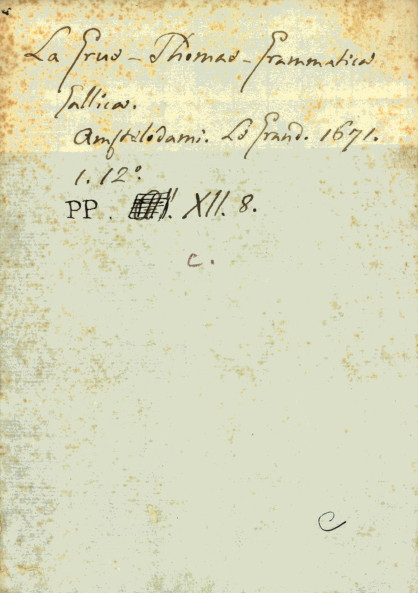 La Grue - Thomas - Grammatica
Gallica.
Amstelodami. Le Grand. 1671.
1. 12°.
PP. XII. 8.
C.
C